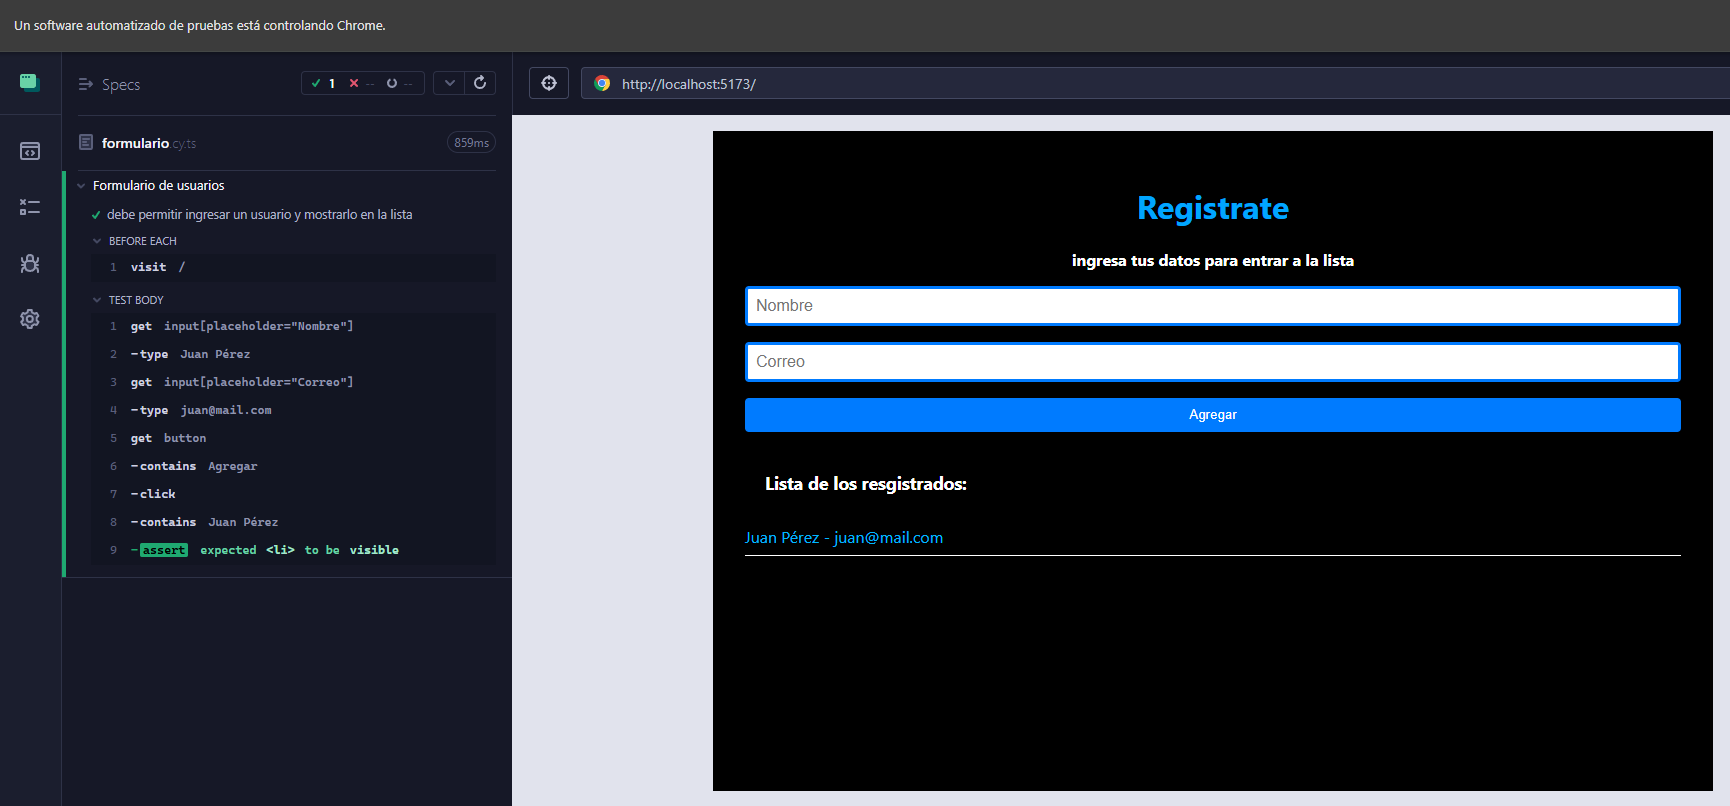 Un software automatizado de pruebas está controlando Chrome.
Specs
1 -- --
http://localhost:5173/
formulario.cy.ts 859ms
Formulario de usuarios
debe permitir ingresar un usuario y mostrarlo en la lista
BEFORE EACH
1 visit /
TEST BODY
1 get input[placeholder="Nombre"]
2 -type Juan Pérez
3 get input[placeholder="Correo"]
4 -type juan@mail.com
5 get button
6 -contains Agregar
7 -click
8 -contains Juan Pérez
9 -assert expected <li> to be visible
Registrate
ingresa tus datos para entrar a la lista
Nombre
Correo
Agregar
Lista de los resgistrados:
Juan Pérez - juan@mail.com